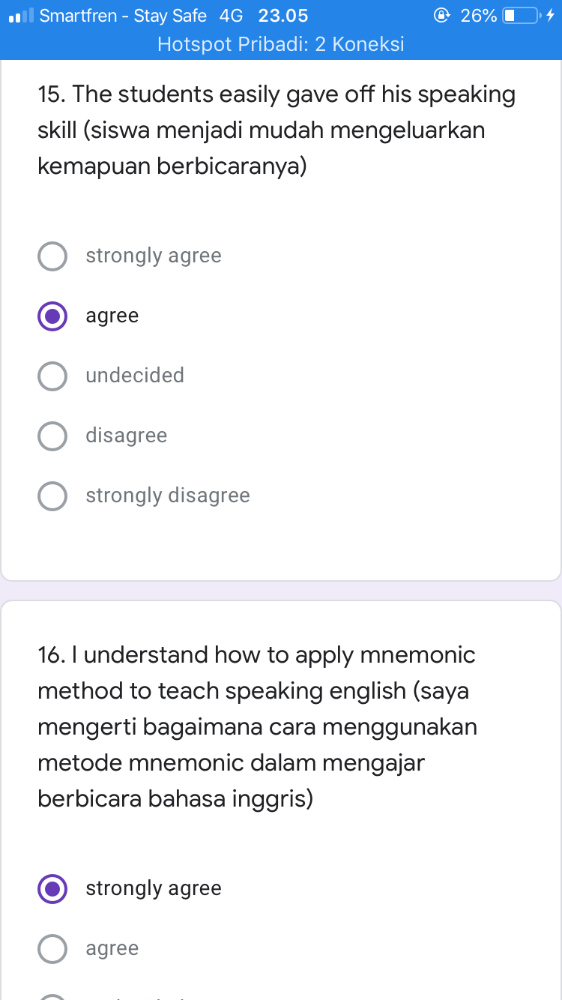 Smartfren - Stay Safe 4G 23.05 26%
Hotspot Pribadi: 2 Koneksi
15. The students easily gave off his speaking
skill (siswa menjadi mudah mengeluarkan
kemapuan berbicaranya)
strongly agree
agree
undecided
disagree
strongly disagree
16. I understand how to apply mnemonic
method to teach speaking english (saya
mengerti bagaimana cara menggunakan
metode mnemonic dalam mengajar
berbicara bahasa inggris)
strongly agree
agree